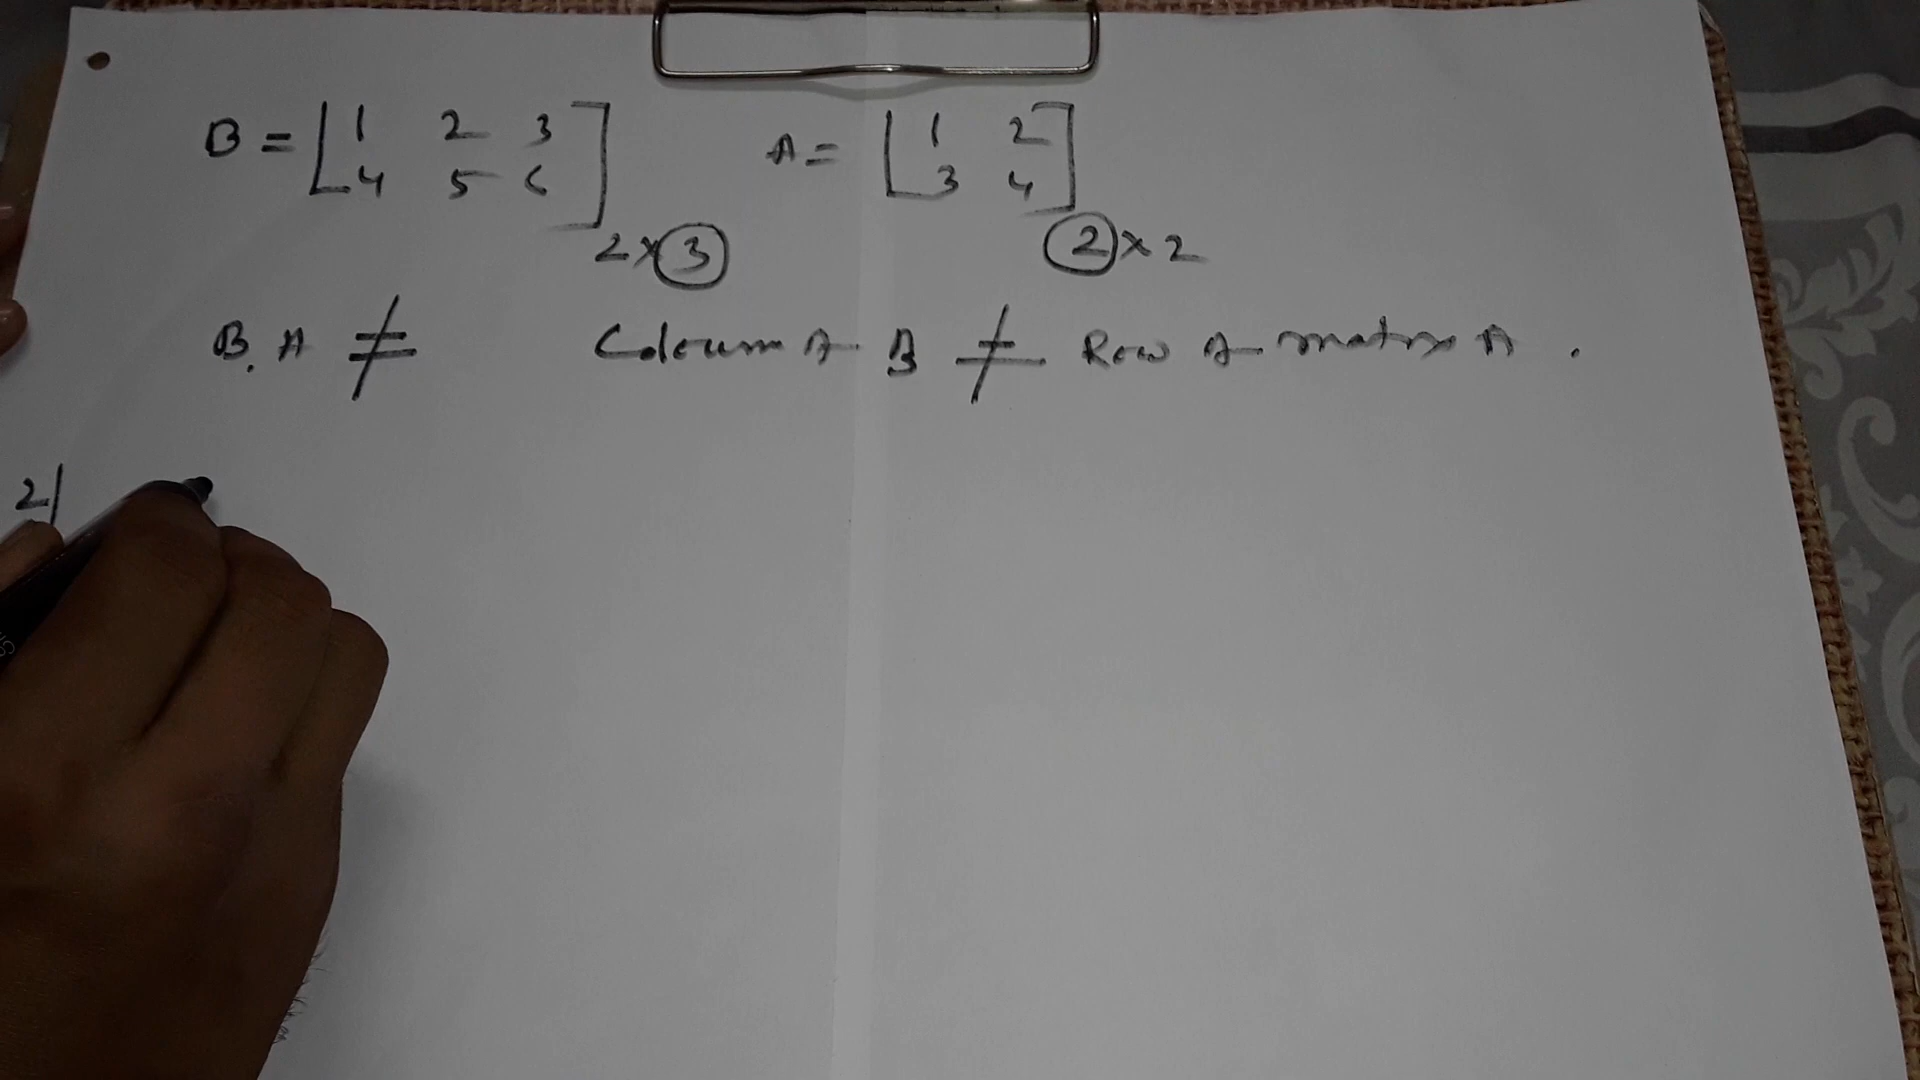 B = [1 2 3   A = [1 2
4 5 6]   3 4]
2×3   2×2
B. A ≠   Coloumn of B ≠ Row of matrix A .
2|